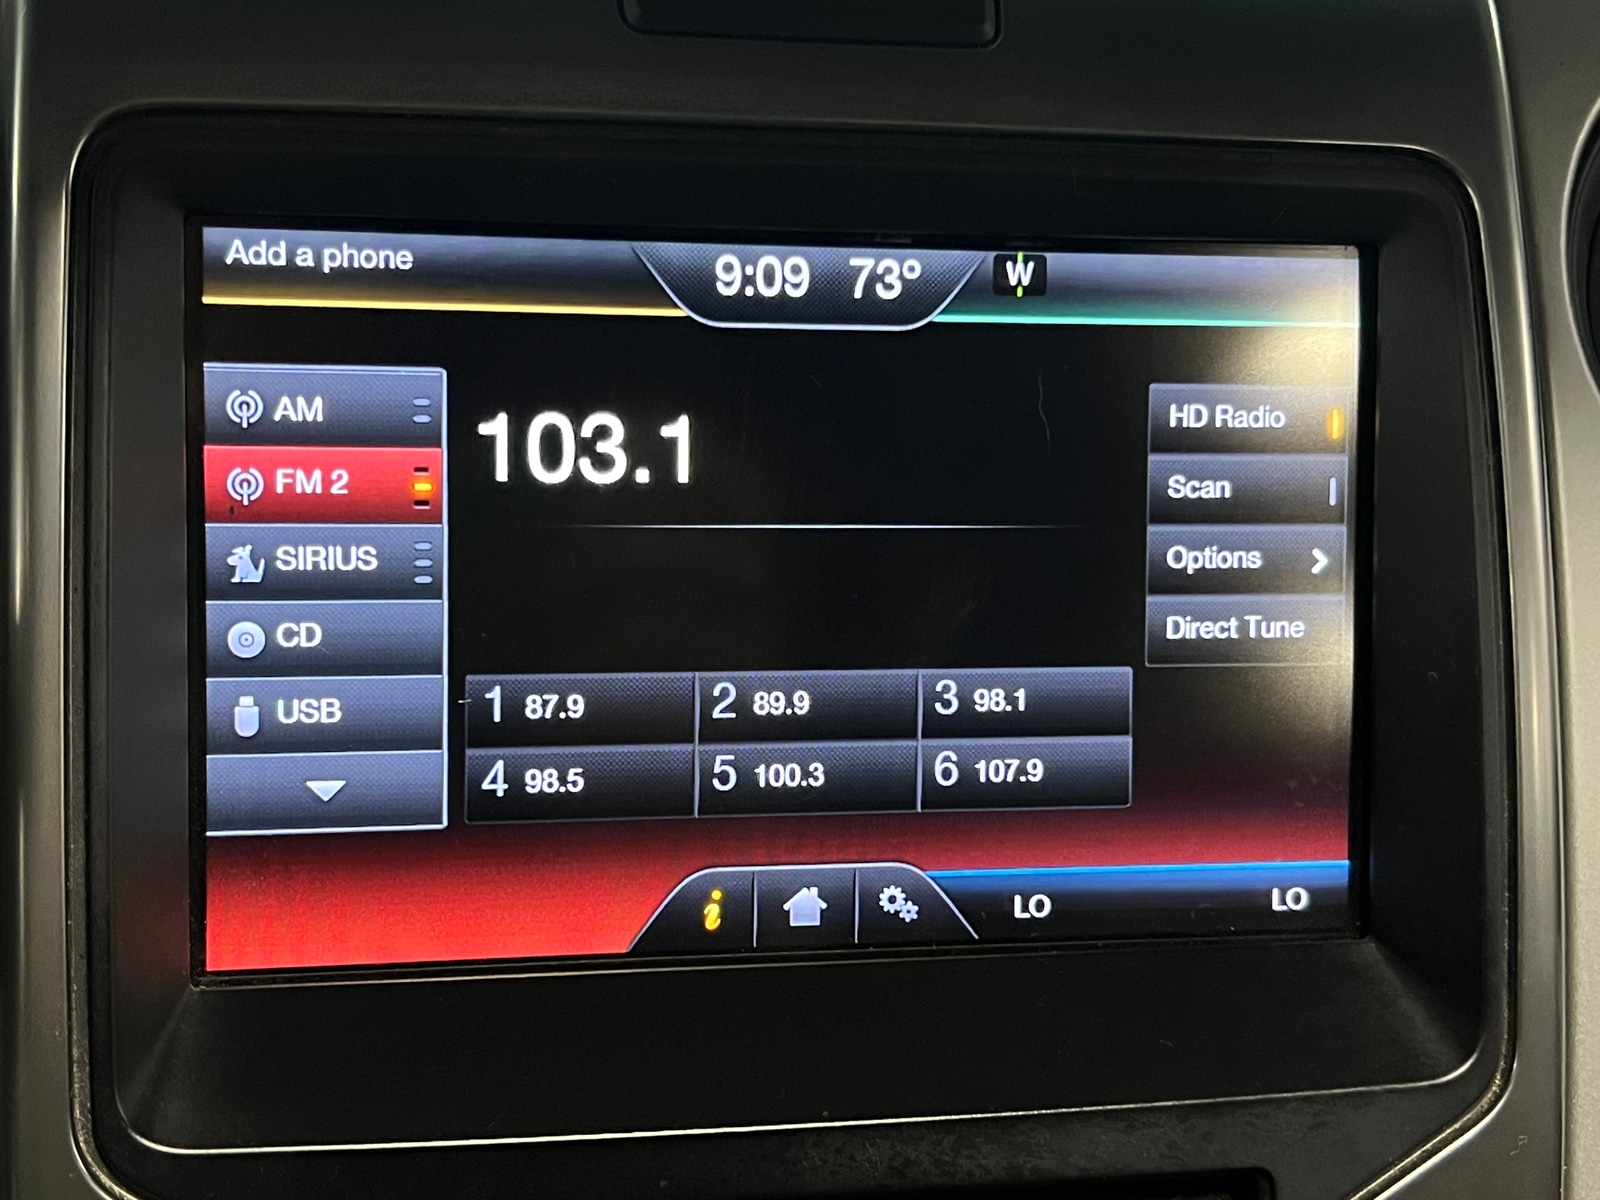 Add a phone
9:09 73° W
AM
FM 2
SIRIUS
CD
USB
103.1
HD Radio
Scan
Options
Direct Tune
1 87.9 2 89.9 3 98.1
4 98.5 5 100.3 6 107.9
i LO LO